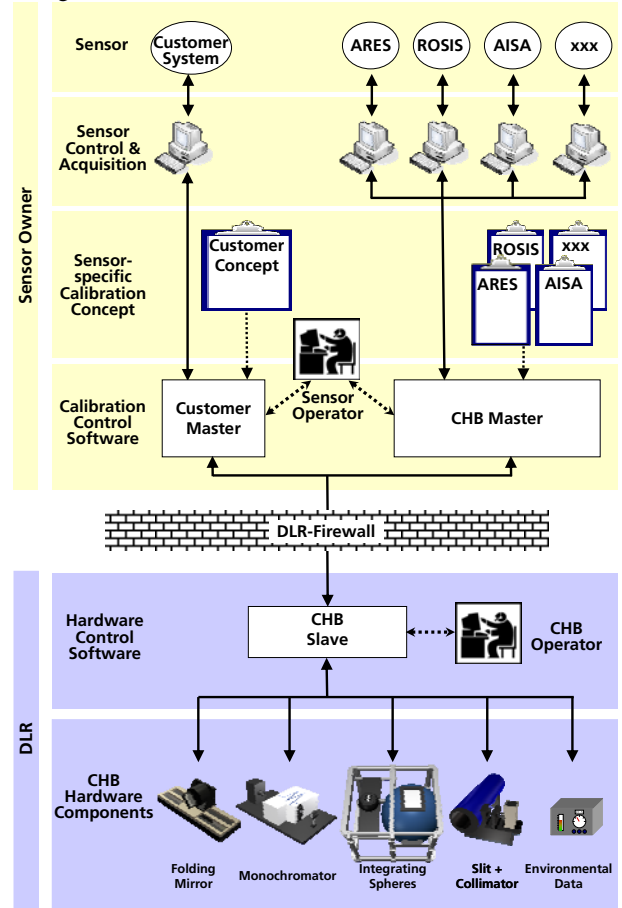 Sensor
Customer
System
ARES
ROSIS
AISA
xxx
Sensor
Control &
Acquisition
Sensor Owner
Sensor-
specific
Calibration
Concept
Customer
Concept
ROSIS
xxx
ARES
AISA
Calibration
Control
Software
Customer
Master
Sensor
Operator
CHB Master
DLR-Firewall
DLR
Hardware
Control
Software
CHB
Slave
CHB
Operator
CHB
Hardware
Components
Folding
Mirror
Monochromator
Integrating
Spheres
Slit +
Collimator
Environmental
Data